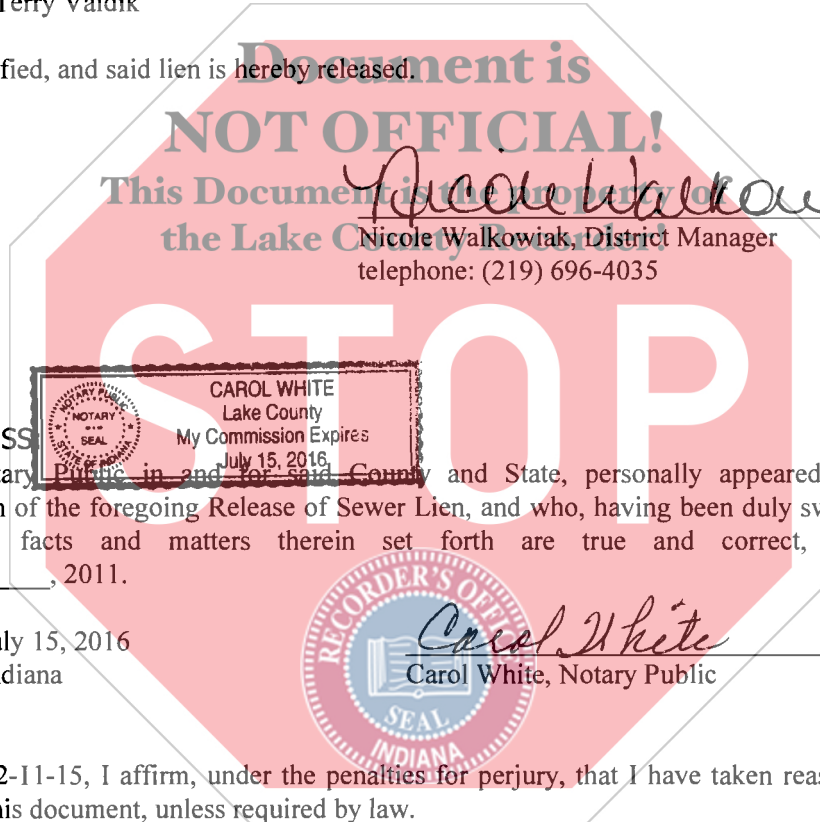 Terry Valdik
fied, and said lien is hereby released.
Document is
NOT OFFICIAL!
This Document is the property of
the Lake County Recorder!
Nicole Walkow
Nicole Walkowiak, District Manager
telephone: (219) 696-4035
STOP
CAROL WHITE
Lake County
My Commission Expires
July 15, 2016
NOTARY PUBLIC
NOTARY
SEAL
STATE OF INDIANA
SS
tary Public in and for said County and State, personally appeared
n of the foregoing Release of Sewer Lien, and who, having been duly sw
facts and matters therein set forth are true and correct,
, 2011.
RECORDER'S OFFICE
SEAL
INDIANA
Carol White
uly 15, 2016
Carol White, Notary Public
diana
2-11-15, I affirm, under the penalties for perjury, that I have taken reas
his document, unless required by law.